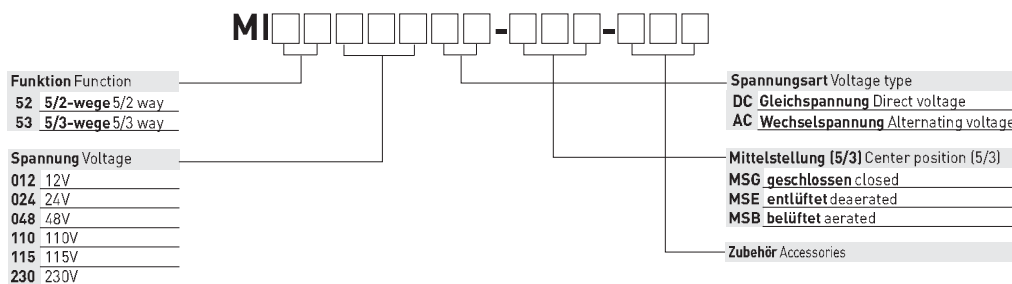 MI - -
Funktion Function
52 5/2-wege 5/2 way
53 5/3-wege 5/3 way
Spannung Voltage
012 12V
024 24V
048 48V
110 110V
115 115V
230 230V
Spannungsart Voltage type
DC Gleichspannung Direct voltage
AC Wechselspannung Alternating voltage
Mittelstellung (5/3) Center position (5/3)
MSG geschlossen closed
MSE entlüftet deaerated
MSB belüftet aerated
Zubehör Accessories